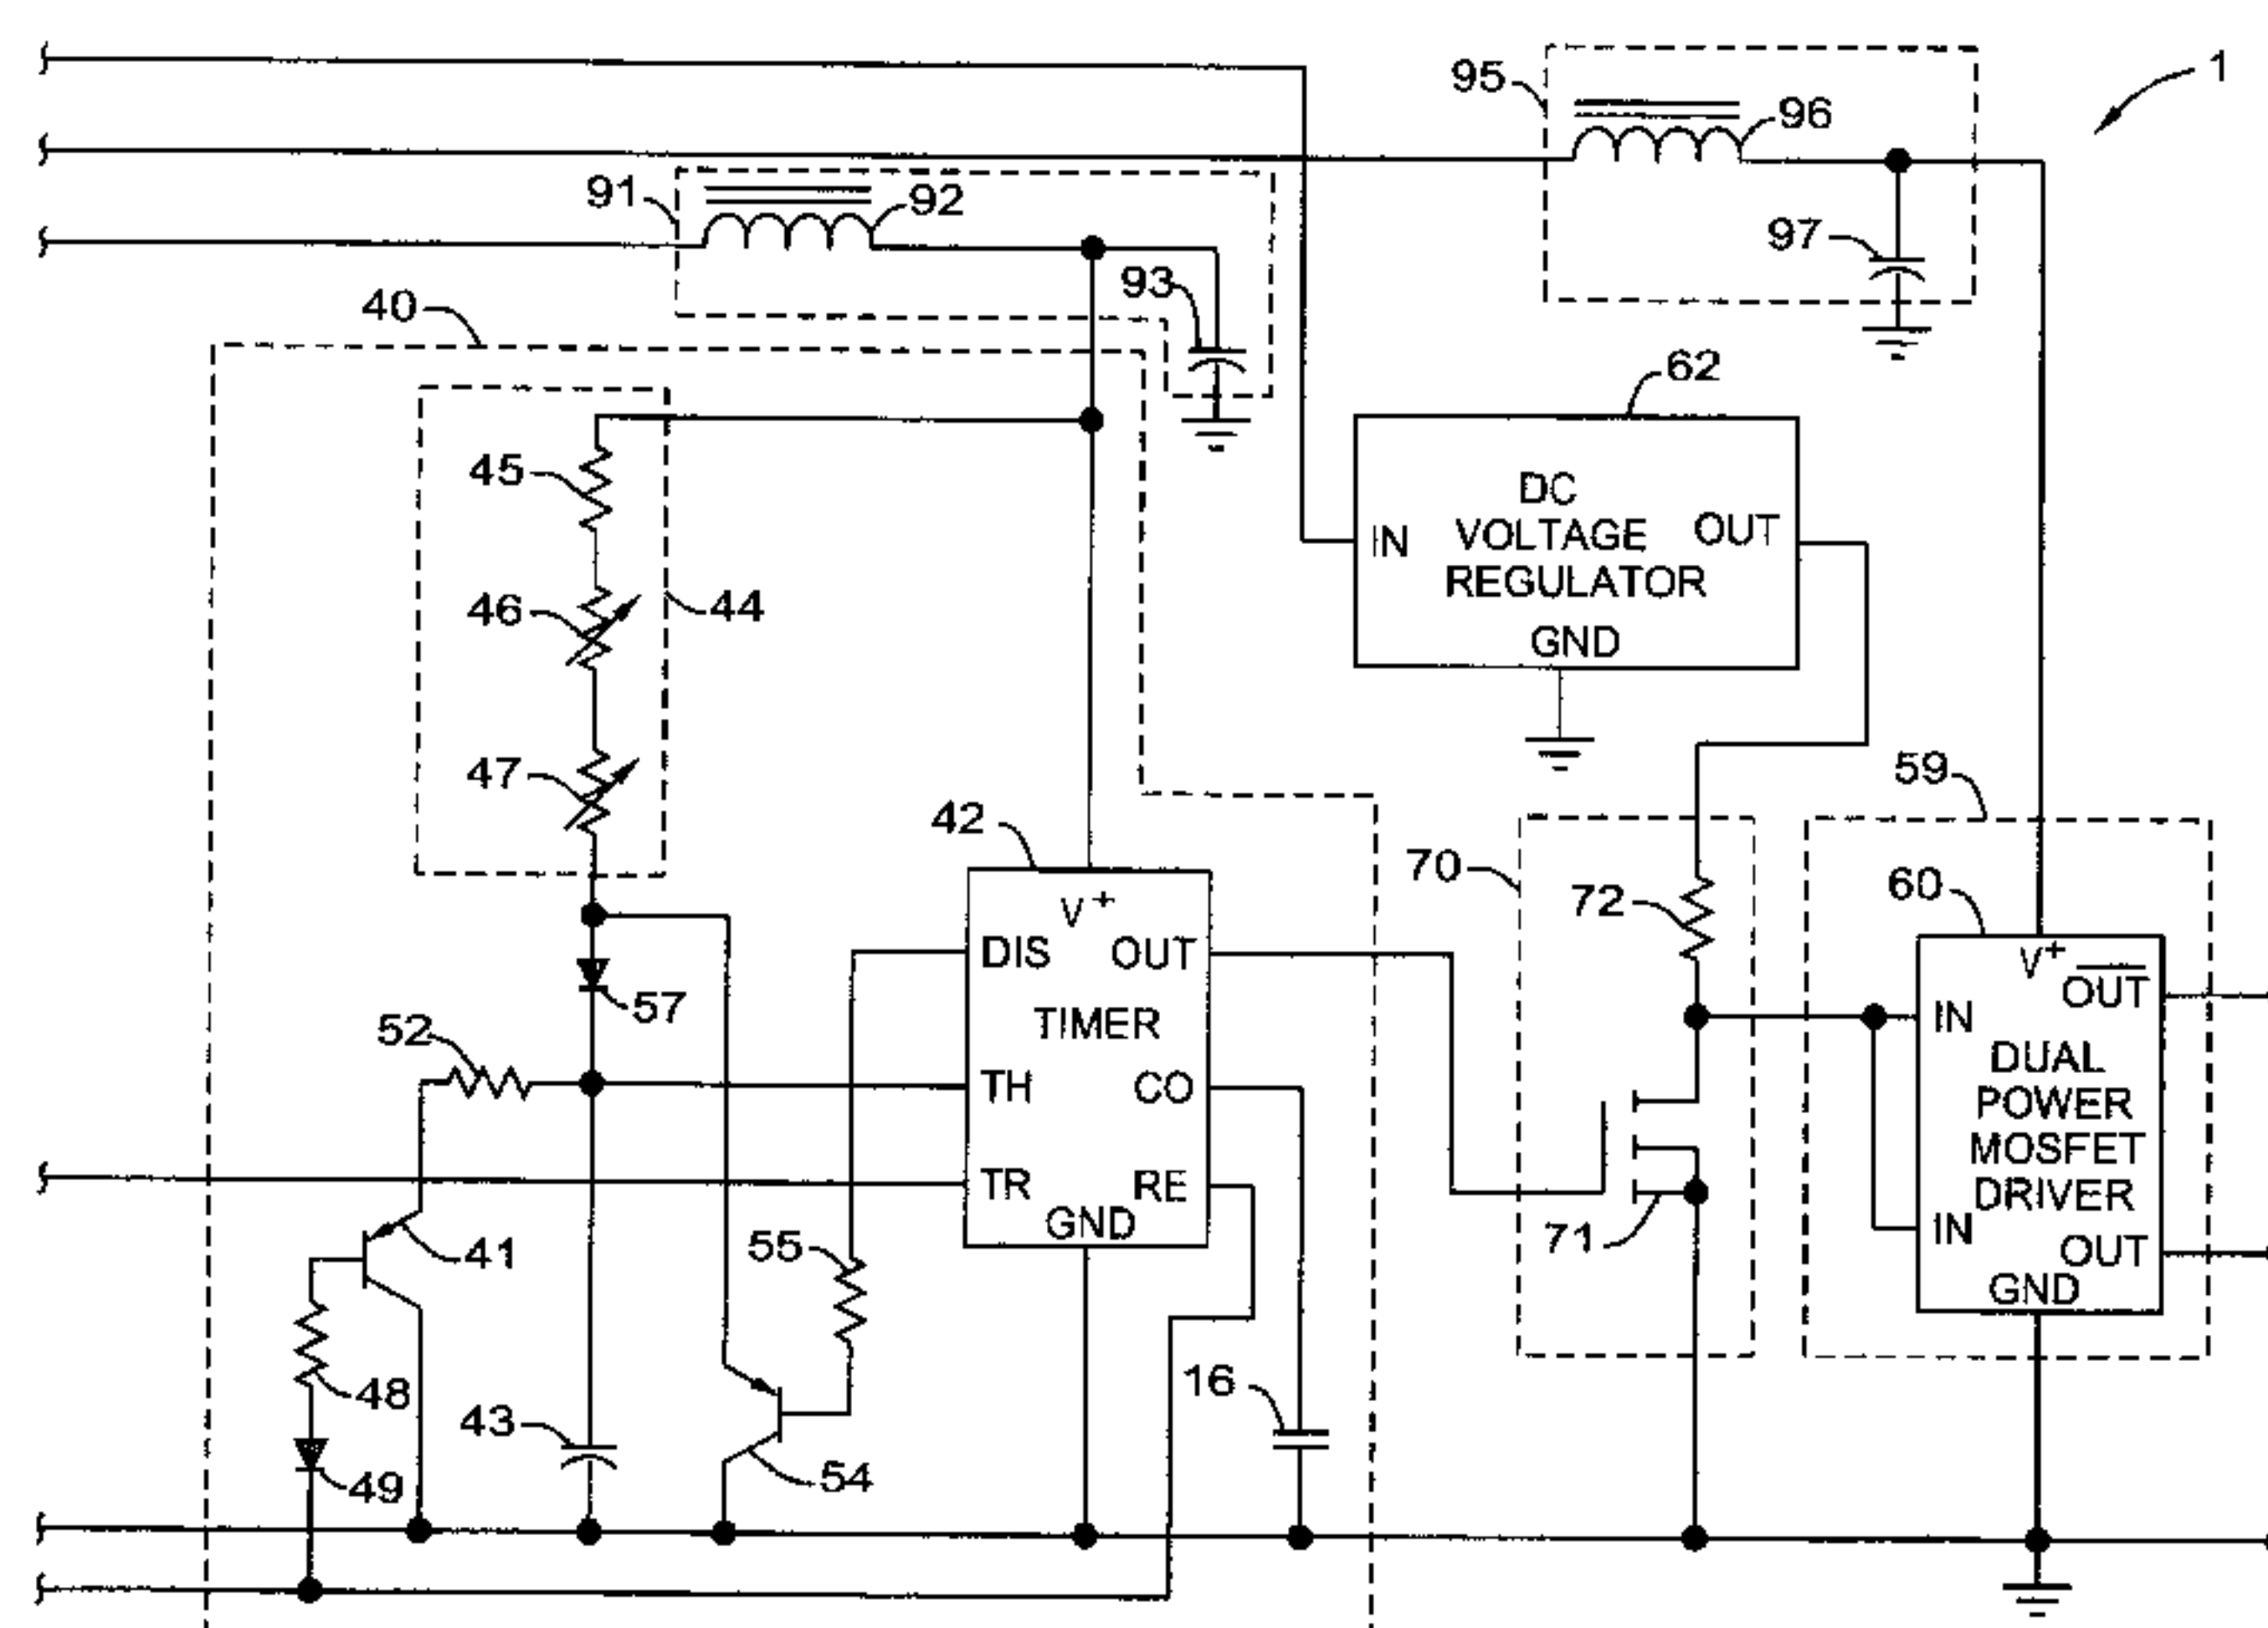 1
95
96
91
92
97
93
40
62
45
DC
VOLTAGE
REGULATOR
IN
OUT
GND
46
44
47
59
42
70
72
60
V+
DIS
OUT
TIMER
TH
CO
TR
RE
GND
57
52
V+
OUT
IN
DUAL
POWER
MOSFET
DRIVER
IN
OUT
GND
41
55
71
48
16
43
49
54